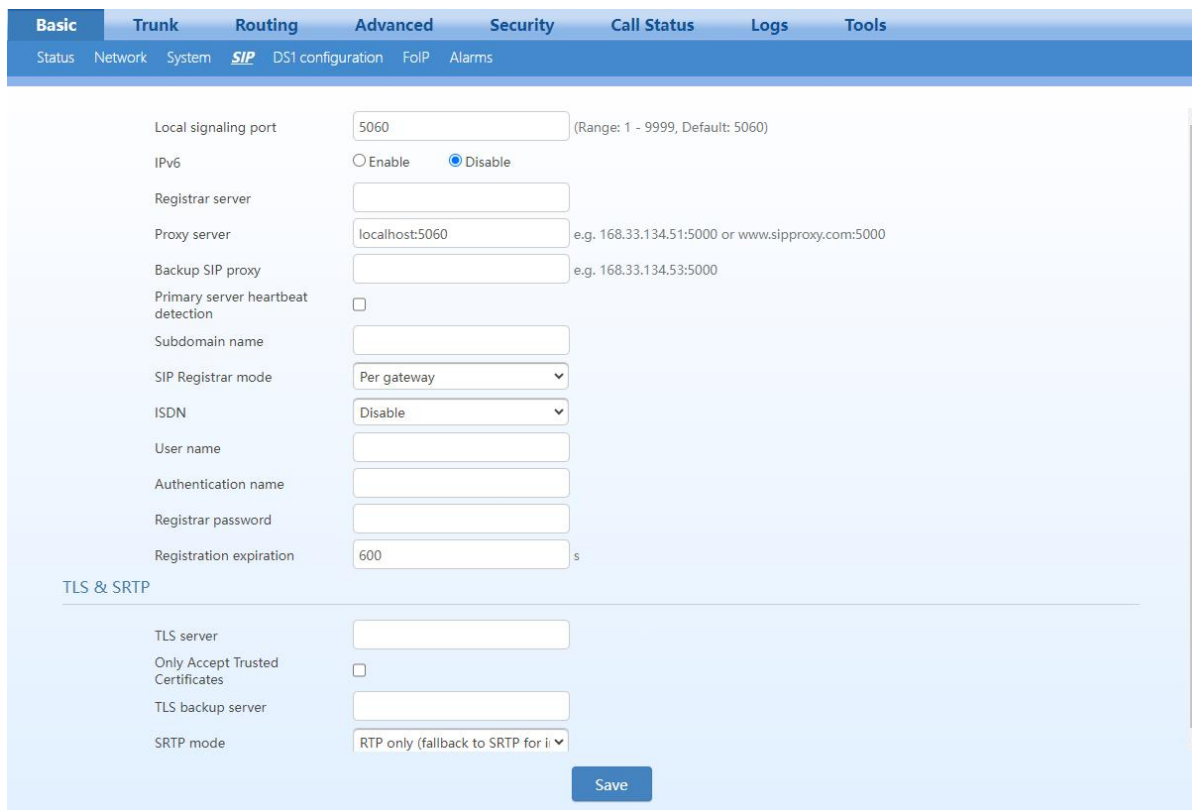 Basic Trunk Routing Advanced Security Call Status Logs Tools
Status Network System SIP DS1 configuration FoIP Alarms
Local signaling port 5060 (Range: 1 - 9999, Default: 5060)
IPv6 Enable Disable
Registrar server
Proxy server localhost:5060 e.g. 168.33.134.51:5000 or www.sipproxy.com:5000
Backup SIP proxy e.g. 168.33.134.53:5000
Primary server heartbeat
detection
Subdomain name
SIP Registrar mode Per gateway
ISDN Disable
User name
Authentication name
Registrar password
Registration expiration 600 s
TLS & SRTP
TLS server
Only Accept Trusted
Certificates
TLS backup server
SRTP mode RTP only (fallback to SRTP for i
Save